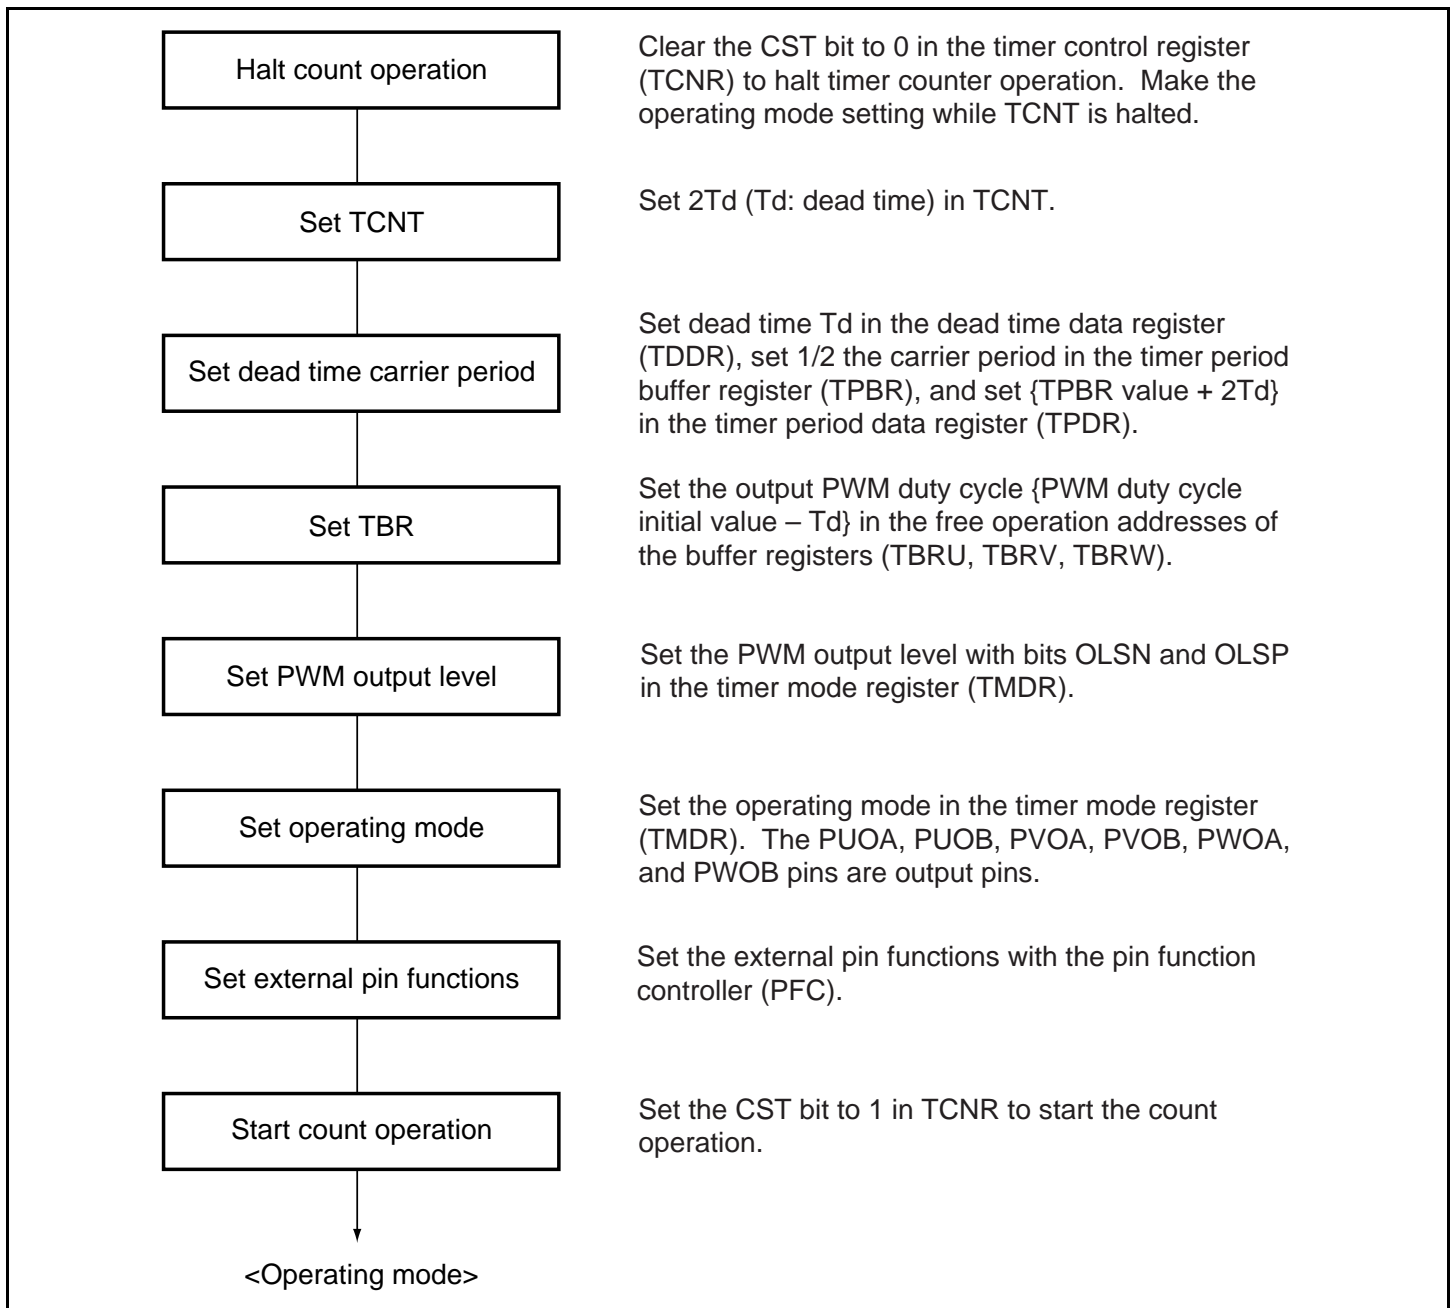 Halt count operation
Clear the CST bit to 0 in the timer control register
(TCNR) to halt timer counter operation.  Make the
operating mode setting while TCNT is halted.
Set TCNT
Set 2Td (Td: dead time) in TCNT.
Set dead time carrier period
Set dead time Td in the dead time data register
(TDDR), set 1/2 the carrier period in the timer period
buffer register (TPBR), and set {TPBR value + 2Td}
in the timer period data register (TPDR).
Set TBR
Set the output PWM duty cycle {PWM duty cycle
initial value – Td} in the free operation addresses of
the buffer registers (TBRU, TBRV, TBRW).
Set PWM output level
Set the PWM output level with bits OLSN and OLSP
in the timer mode register (TMDR).
Set operating mode
Set the operating mode in the timer mode register
(TMDR).  The PUOA, PUOB, PVOA, PVOB, PWOA,
and PWOB pins are output pins.
Set external pin functions
Set the external pin functions with the pin function
controller (PFC).
Start count operation
Set the CST bit to 1 in TCNR to start the count
operation.
<Operating mode>